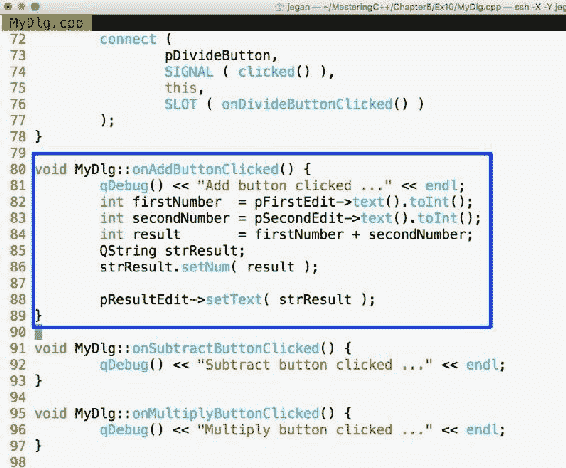 jegan — ~/MasteringC++/Chapter5/Ex10/MyDlg.cpp — ssh -X -Y jeg
MyDlg.cpp
72 connect (
73 pDivideButton,
74 SIGNAL ( clicked() ),
75 this,
76 SLOT ( onDivideButtonClicked() )
77 );
78 }
79
80 void MyDlg::onAddButtonClicked() {
81 qDebug() << "Add button clicked ..." << endl;
82 int firstNumber  = pFirstEdit->text().toInt();
83 int secondNumber = pSecondEdit->text().toInt();
84 int result       = firstNumber + secondNumber;
85 QString strResult;
86 strResult.setNum( result );
87
88 pResultEdit->setText( strResult );
89 }
90
91 void MyDlg::onSubtractButtonClicked() {
92 qDebug() << "Subtract button clicked ..." << endl;
93 }
94
95 void MyDlg::onMultiplyButtonClicked() {
96 qDebug() << "Multiply button clicked ..." << endl;
97 }
98